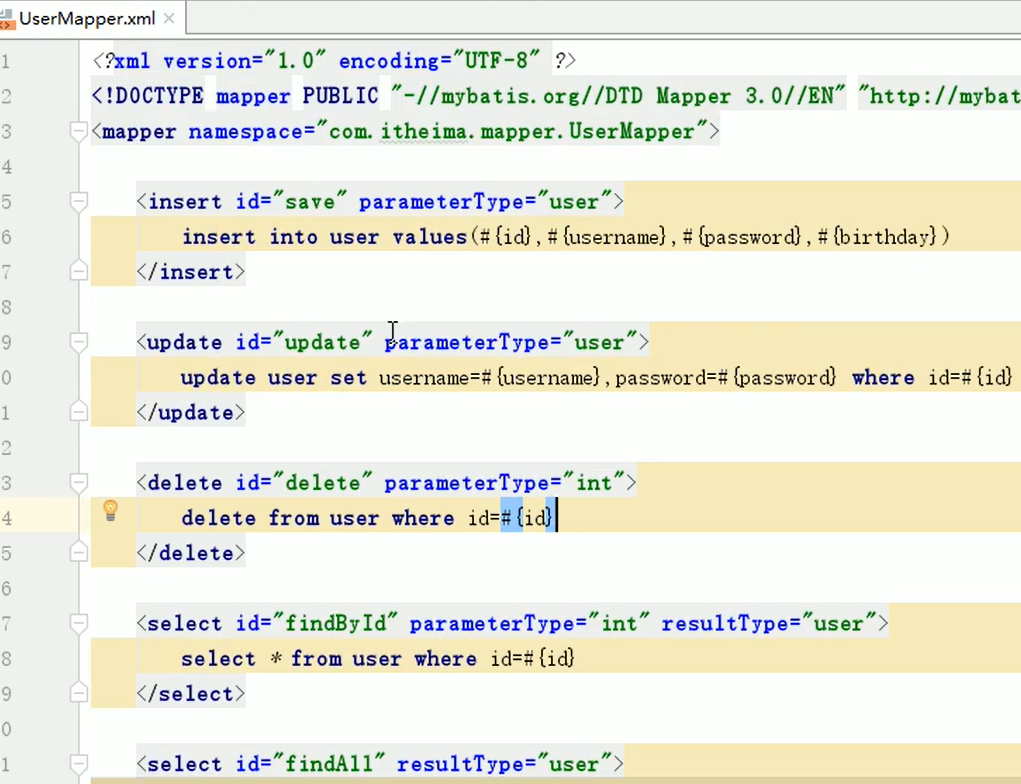 UserMapper.xml
1 <?xml version="1.0" encoding="UTF-8" ?>
2 <!DOCTYPE mapper PUBLIC "-//mybatis.org//DTD Mapper 3.0//EN" "http://mybat
3 <mapper namespace="com.itheima.mapper.UserMapper">
4
5 <insert id="save" parameterType="user">
6 insert into user values(#{id},#{username},#{password},#{birthday})
7 </insert>
8
9 <update id="update" parameterType="user">
0 update user set username=#{username},password=#{password} where id=#{id}
1 </update>
2
3 <delete id="delete" parameterType="int">
4 delete from user where id=#{id}
5 </delete>
6
7 <select id="findById" parameterType="int" resultType="user">
8 select * from user where id=#{id}
9 </select>
0
1 <select id="findAll" resultType="user">